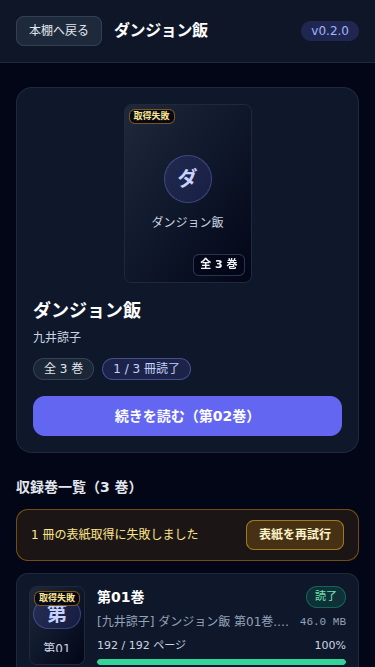 本棚へ戻る
ダンジョン飯
v0.2.0
取得失敗
ダ
ダンジョン飯
全 3 巻
ダンジョン飯
九井諒子
全 3 巻
1 / 3 冊読了
続きを読む（第02巻）
収録巻一覧（3 巻）
1 冊の表紙取得に失敗しました
表紙を再試行
取得失敗
第
第01
第01巻
読了
[九井諒子] ダンジョン飯 第01巻....
46.0 MB
192 / 192 ページ
100%